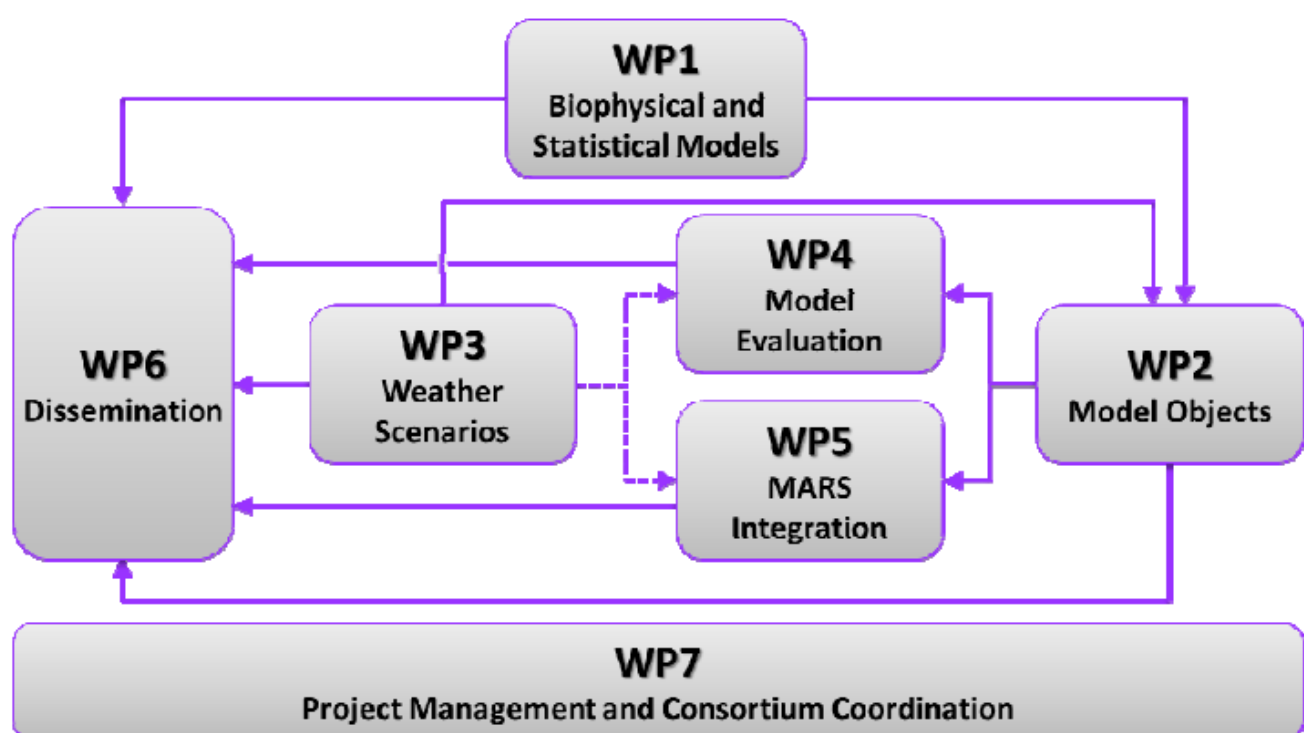 WP1
Biophysical and
Statistical Models
WP4
Model
Evaluation
WP3
Weather
Scenarios
WP6
Dissemination
WP2
Model Objects
WP5
MARS
Integration
WP7
Project Management and Consortium Coordination